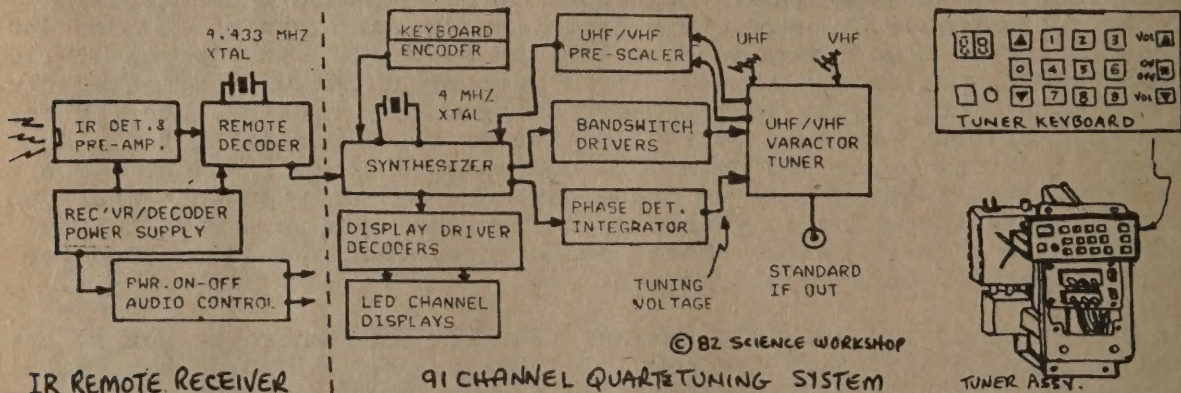 4.433 MHZ
XTAL
IR DET.&
PRE-AMP.
REMOTE
DECODER
REC'VR/DECODER
POWER SUPPLY
PWR.ON-OFF
AUDIO CONTROL
IR REMOTE RECEIVER
KEYBOARD
ENCODER
4 MHZ
XTAL
SYNTHESIZER
DISPLAY DRIVER
DECODERS
LED CHANNEL
DISPLAYS
UHF/VHF
PRE-SCALER
BANDSWITCH
DRIVERS
PHASE DET.
INTEGRATOR
TUNING
VOLTAGE
UHF
VHF
UHF/VHF
VARACTOR
TUNER
STANDARD
IF OUT
© 82 SCIENCE WORKSHOP
91 CHANNEL QUARTZ TUNING SYSTEM
1 2 3 VOL
0 4 5 6 ON
OFF
7 8 9 VOL
TUNER KEYBOARD
TUNER ASSY.